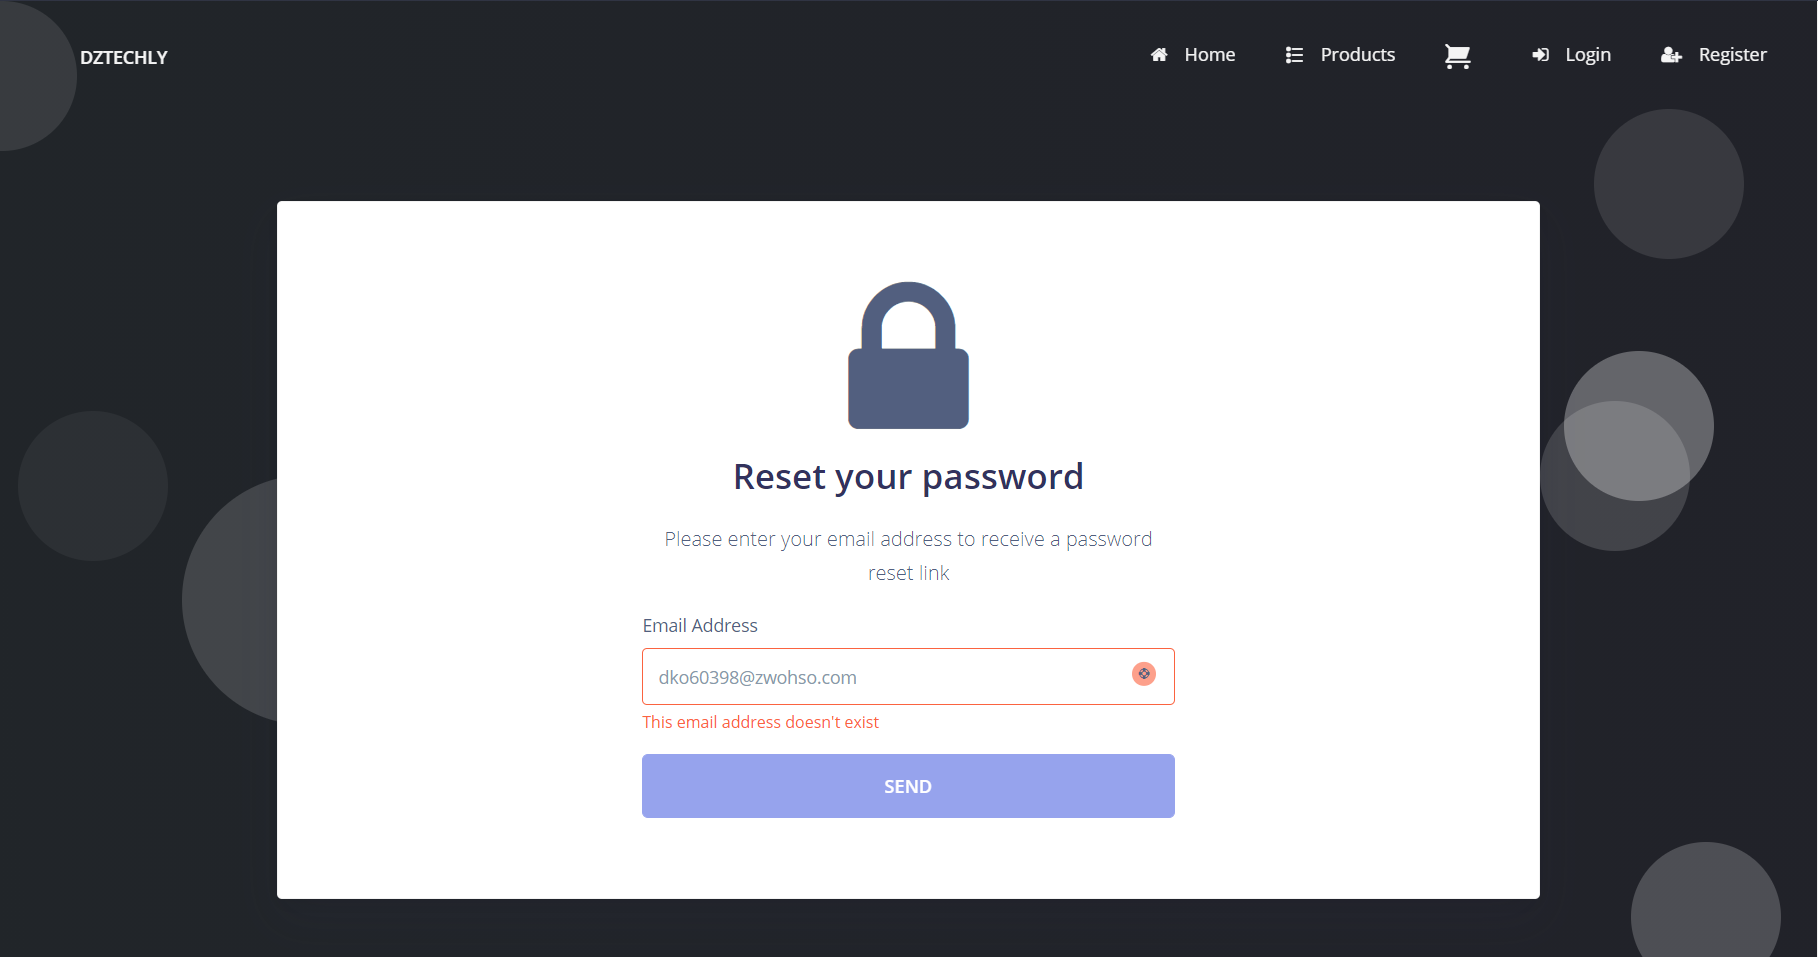 DZTECHLY
Home
Products
Login
Register
Reset your password
Please enter your email address to receive a password
reset link
Email Address
dko60398@zwohso.com
This email address doesn't exist
SEND